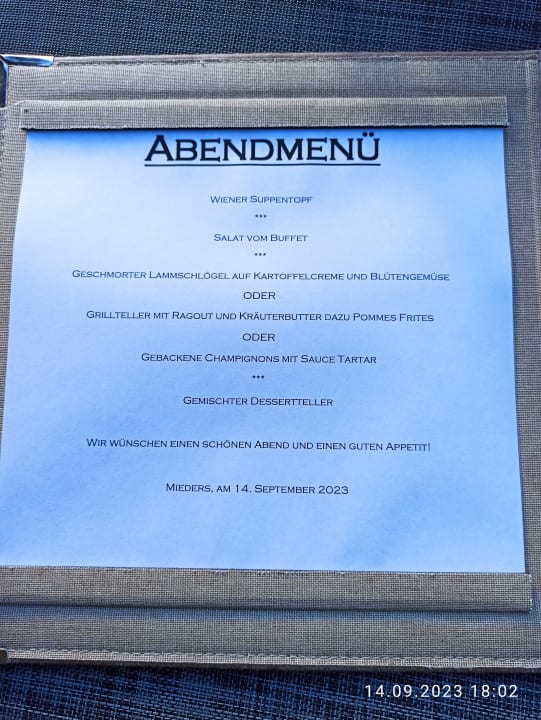 ABENDMENÜ
WIENER SUPPENTOPF
***
SALAT VOM BUFFET
***
GESCHMORTER LAMMSCHLÖGEL AUF KARTOFFELCREME UND BLÜTENGEMÜSE
ODER
GRILLTELLER MIT RAGOUT UND KRÄUTERBUTTER DAZU POMMES FRITES
ODER
GEBACKENE CHAMPIGNONS MIT SAUCE TARTAR
***
GEMISCHTER DESSERTTELLER
WIR WÜNSCHEN EINEN SCHÖNEN ABEND UND EINEN GUTEN APPETIT!
MIEDERS, AM 14. SEPTEMBER 2023
14.09.2023 18:02